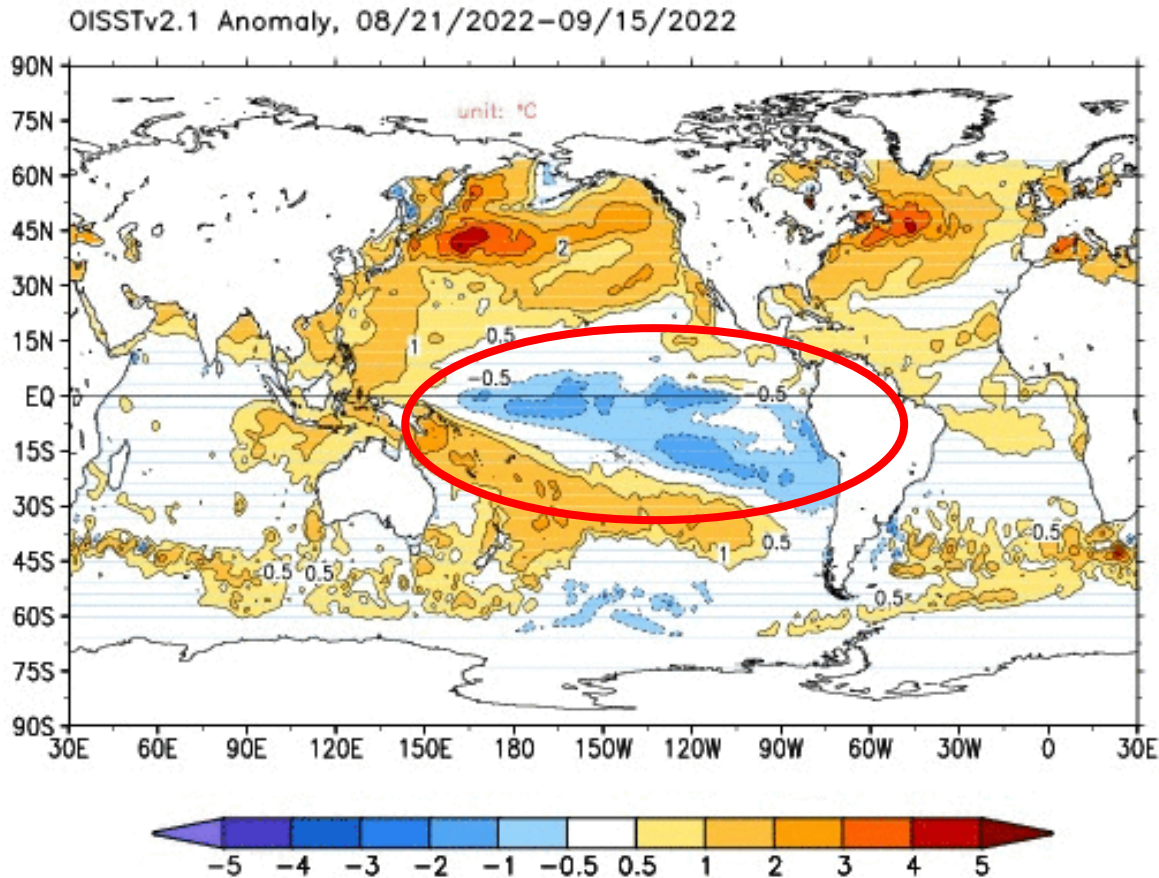 OISSTv2.1 Anomaly, 08/21/2022−09/15/2022
90N
unit: °C
75N
60N
45N
2
30N
0.5
15N
1
−0.5
EQ
−0.5
15S
30S
0.5
1
0.5
45S
0.5
0.5
0.5
60S
75S
90S
30E 60E 90E 120E 150E 180 150W 120W 90W 60W 30W 0 30E
−5 −4 −3 −2 −1 −0.5 0.5 1 2 3 4 5